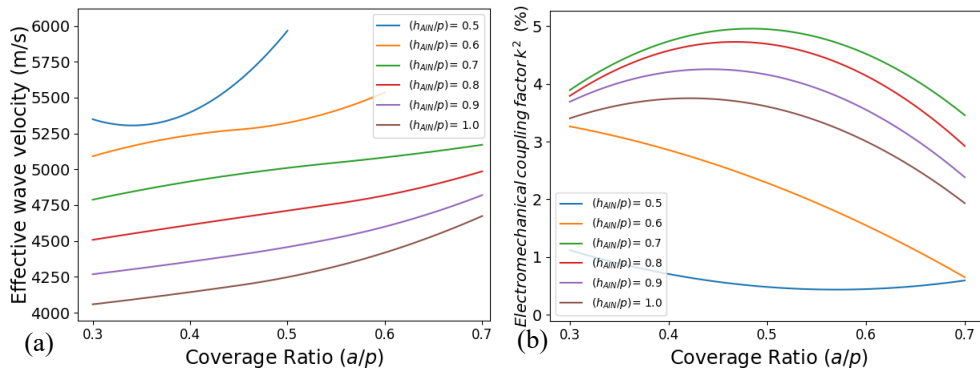 Effective wave velocity (m/s)
6000
5750
5500
5250
5000
4750
4500
4250
4000
(h_AlN/p)= 0.5
(h_AlN/p)= 0.6
(h_AlN/p)= 0.7
(h_AlN/p)= 0.8
(h_AlN/p)= 0.9
(h_AlN/p)= 1.0
0.3 0.4 0.5 0.6 0.7
Coverage Ratio (a/p)
(a)
Electromechanical coupling factor k² (%)
5
4
3
2
1
0
(h_AlN/p)= 0.5
(h_AlN/p)= 0.6
(h_AlN/p)= 0.7
(h_AlN/p)= 0.8
(h_AlN/p)= 0.9
(h_AlN/p)= 1.0
0.3 0.4 0.5 0.6 0.7
Coverage Ratio (a/p)
(b)